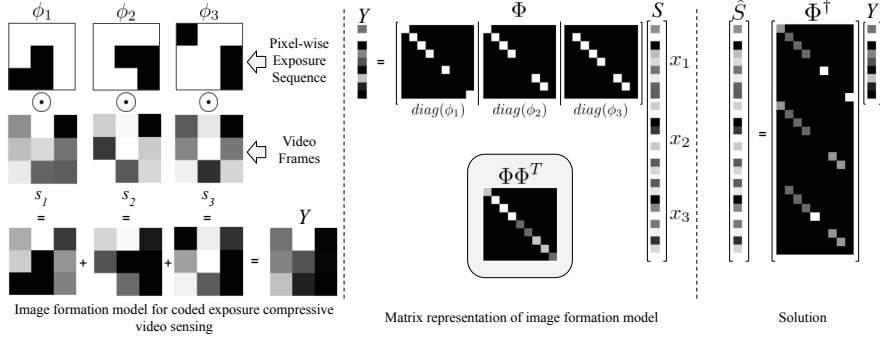 ϕ₁ ϕ₂ ϕ₃
Pixel-wise
Exposure
Sequence
Video
Frames
s₁ s₂ s₃
= = =
Y
+ + =
Image formation model for coded exposure compressive
video sensing
Y Φ S
=
diag(ϕ₁) diag(ϕ₂) diag(ϕ₃)
x₁
x₂
x₃
ΦΦᵀ
Matrix representation of image formation model
Ŝ Φ† Y
=
Solution